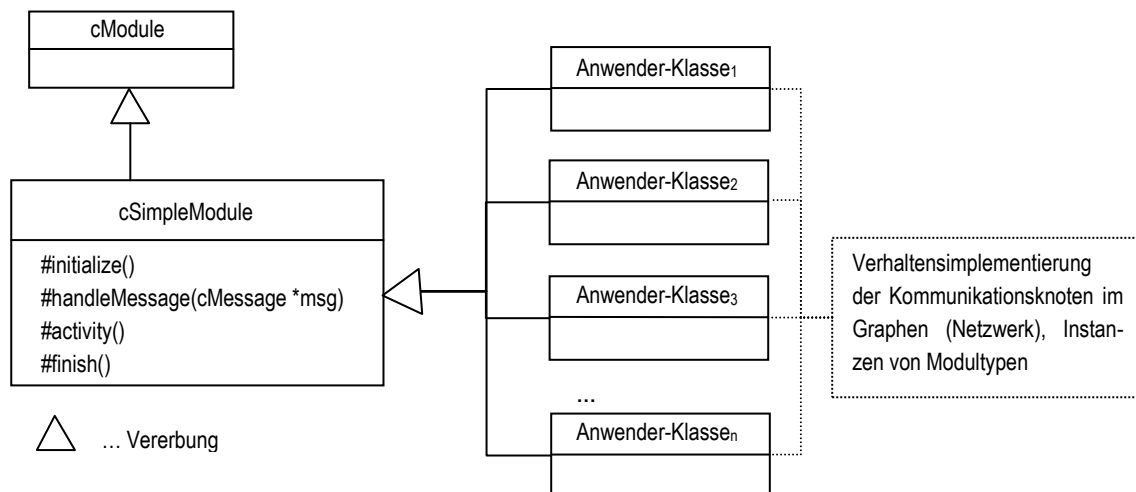 cModule
cSimpleModule
#initialize()
#handleMessage(cMessage *msg)
#activity()
#finish()
… Vererbung
Anwender-Klasse₁
Anwender-Klasse₂
Anwender-Klasse₃
…
Anwender-Klasseₙ
Verhaltensimplementierung
der Kommunikationsknoten im
Graphen (Netzwerk), Instan-
zen von Modultypen